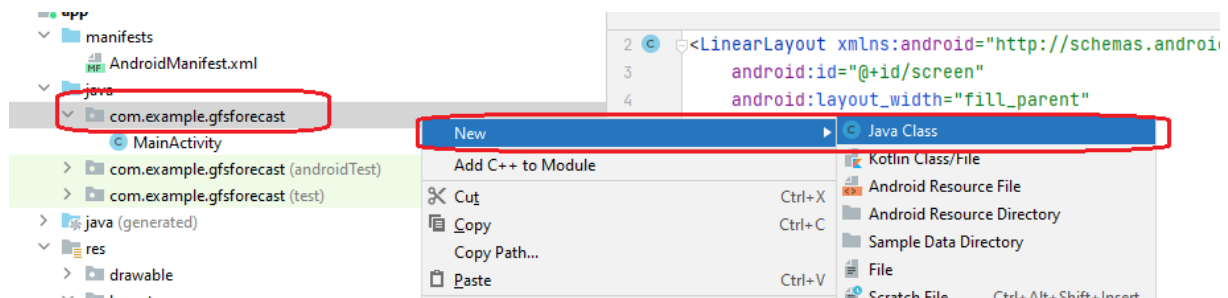 app
manifests
MF AndroidManifest.xml
java
com.example.gfsforecast
C MainActivity
com.example.gfsforecast (androidTest)
com.example.gfsforecast (test)
java (generated)
res
drawable
2 C <LinearLayout xmlns:android="http://schemas.androi
3 android:id="@+id/screen"
4 android:layout_width="fill_parent"
New
Add C++ to Module
Cut Ctrl+X
Copy Ctrl+C
Copy Path...
Paste Ctrl+V
C Java Class
Kotlin Class/File
Android Resource File
Android Resource Directory
Sample Data Directory
File
Scratch File Ctrl+Alt+Shift+Insert